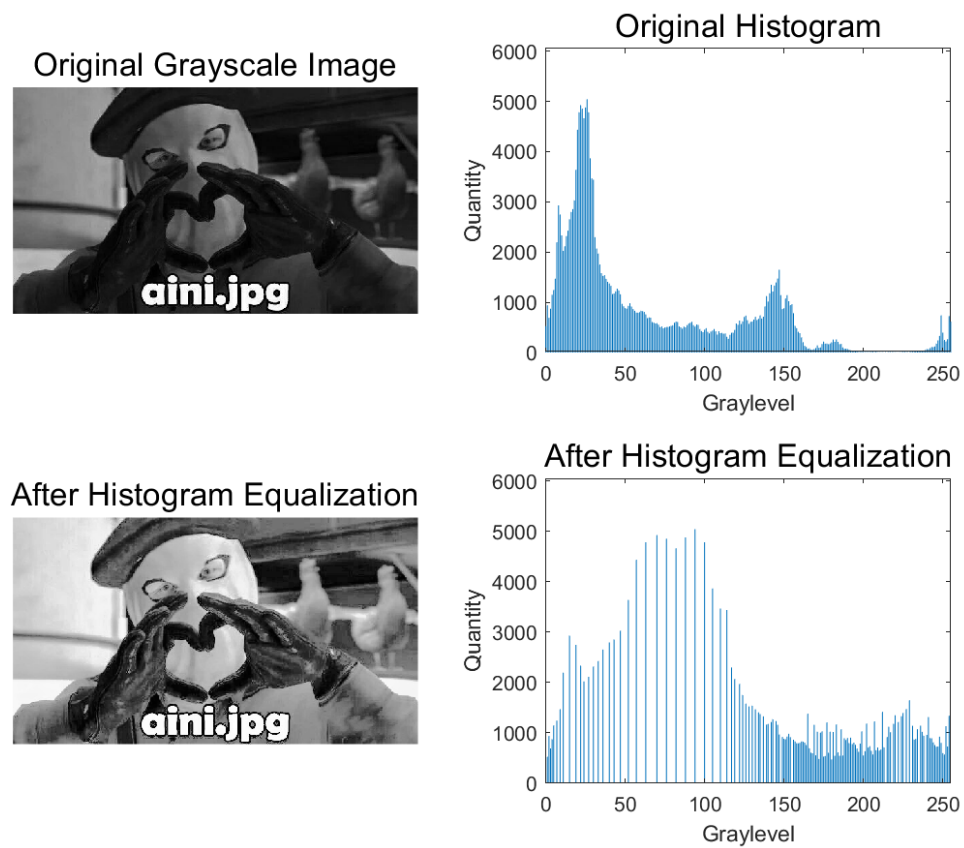 Original Grayscale Image
aini.jpg
Original Histogram
6000
5000
4000
3000
2000
1000
0
Quantity
0 50 100 150 200 250
Graylevel
After Histogram Equalization
aini.jpg
After Histogram Equalization
6000
5000
4000
3000
2000
1000
0
Quantity
0 50 100 150 200 250
Graylevel